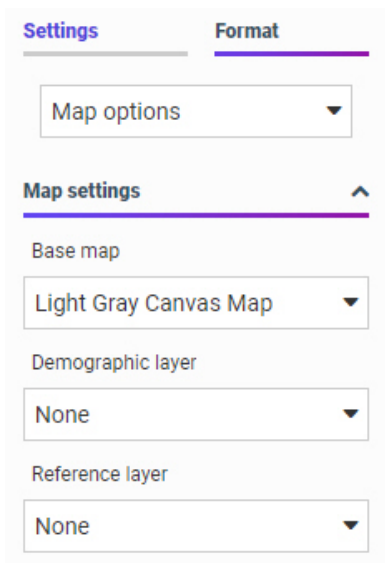 Settings Format
Map options
Map settings
Base map
Light Gray Canvas Map
Demographic layer
None
Reference layer
None